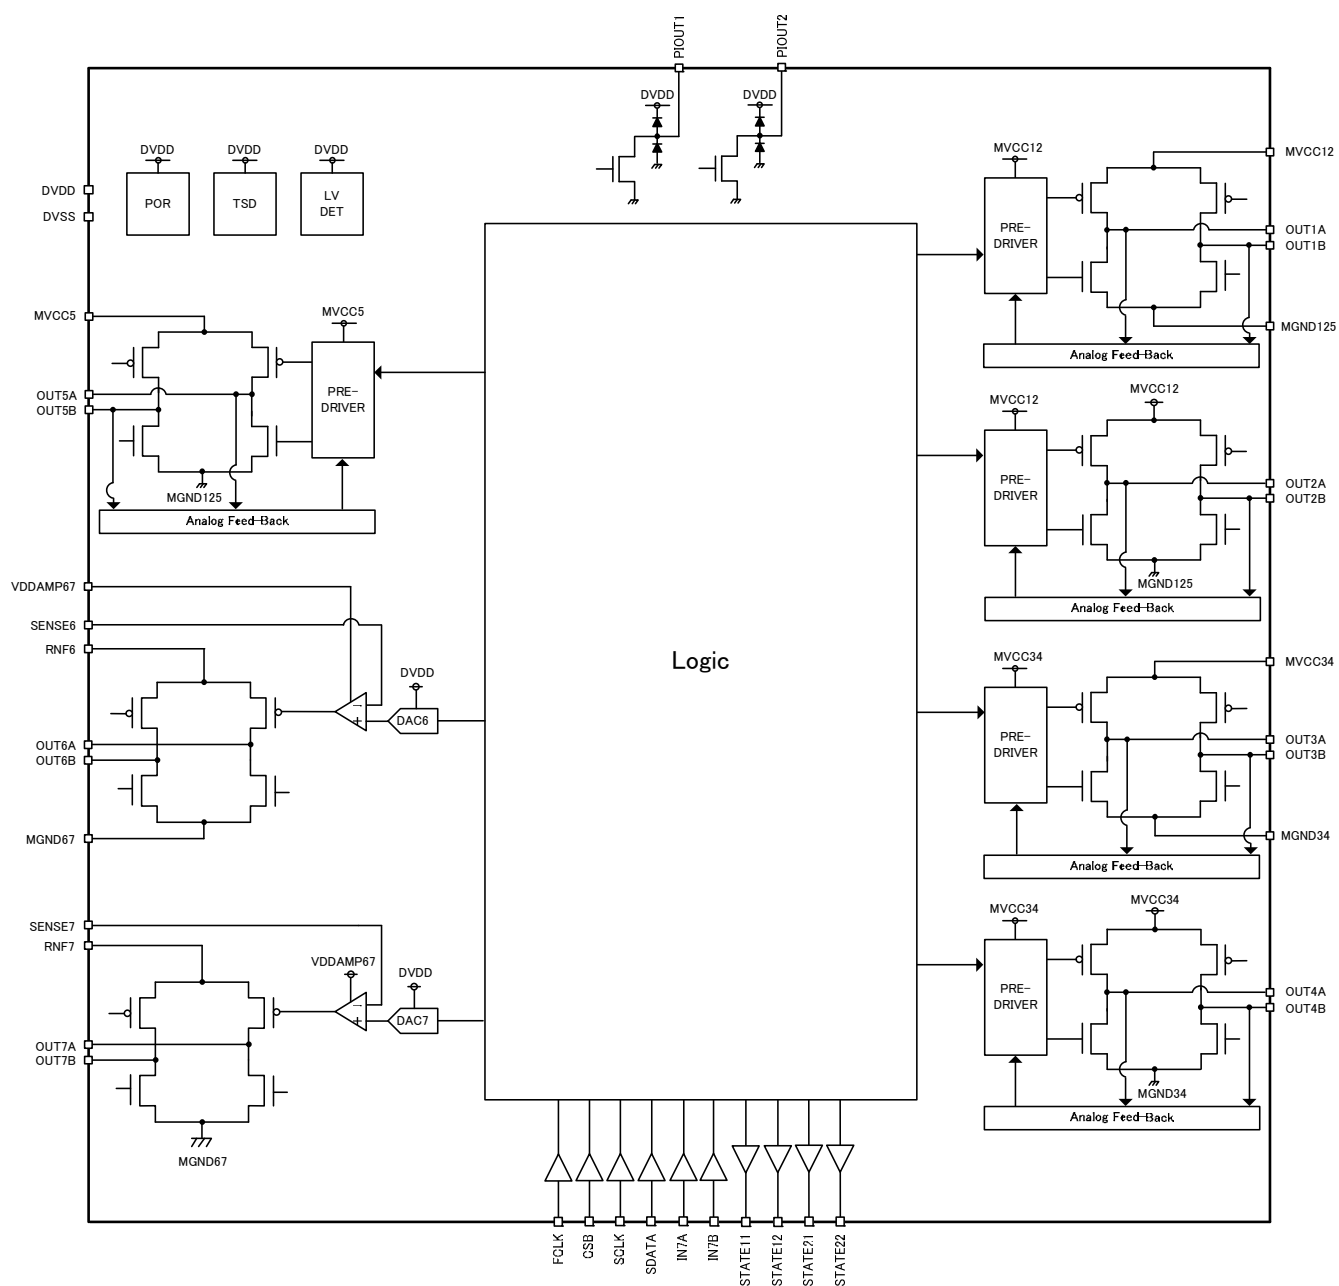 PIOUT1
PIOUT2
DVDD
DVDD
DVDD
DVDD
DVDD
POR
TSD
LV
DET
DVDD
DVSS
MVCC12
MVCC12
PRE-
DRIVER
OUT1A
OUT1B
MGND125
Analog Feed-Back
MVCC5
MVCC5
PRE-
DRIVER
OUT5A
OUT5B
MGND125
Analog Feed-Back
MVCC12
MVCC12
PRE-
DRIVER
OUT2A
OUT2B
MGND125
Analog Feed-Back
VDDAMP67
SENSE6
RNF6
DVDD
DAC6
OUT6A
OUT6B
MGND67
Logic
MVCC34
MVCC34
PRE-
DRIVER
OUT3A
OUT3B
MGND34
Analog Feed-Back
SENSE7
RNF7
VDDAMP67
DVDD
DAC7
OUT7A
OUT7B
MGND67
MVCC34
MVCC34
PRE-
DRIVER
OUT4A
OUT4B
MGND34
Analog Feed-Back
FCLK
CSB
SCLK
SDATA
IN7A
IN7B
STATE11
STATE12
STATE21
STATE22